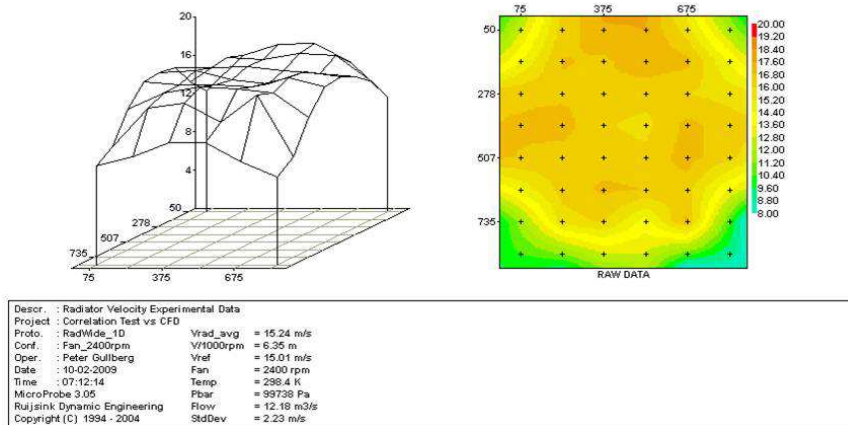 20
16
12
8
4
50
278
507
735
75
375
675
75 375 675
50
278
507
735
RAW DATA
20.00
19.20
18.40
17.60
16.80
16.00
15.20
14.40
13.60
12.80
12.00
11.20
10.40
9.60
8.80
8.00
Descr. : Radiator Velocity Experimental Data
Project : Correlation Test vs CFD
Proto. : RadWide_1D Vrad_avg = 15.24 m/s
Conf. : Fan_2400rpm V/1000rpm = 6.35 m
Oper. : Peter Gullberg Vref = 15.01 m/s
Date : 10-02-2009 Fan = 2400 rpm
Time : 07:12:14 Temp = 298.4 K
MicroProbe 3.05 Pbar = 99738 Pa
Ruijsink Dynamic Engineering Flow = 12.18 m3/s
Copyright (C) 1994 - 2004 StdDev = 2.23 m/s